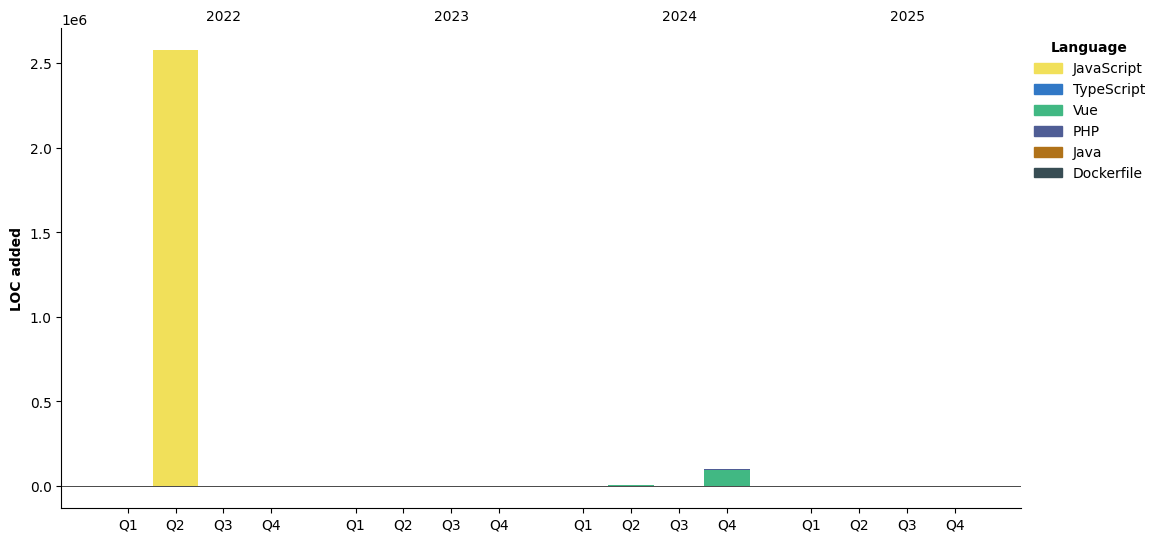 1e6
2022 2023 2024 2025
2.5
2.0
1.5
1.0
0.5
0.0
LOC added
Q1 Q2 Q3 Q4 Q1 Q2 Q3 Q4 Q1 Q2 Q3 Q4 Q1 Q2 Q3 Q4
Language
JavaScript
TypeScript
Vue
PHP
Java
Dockerfile